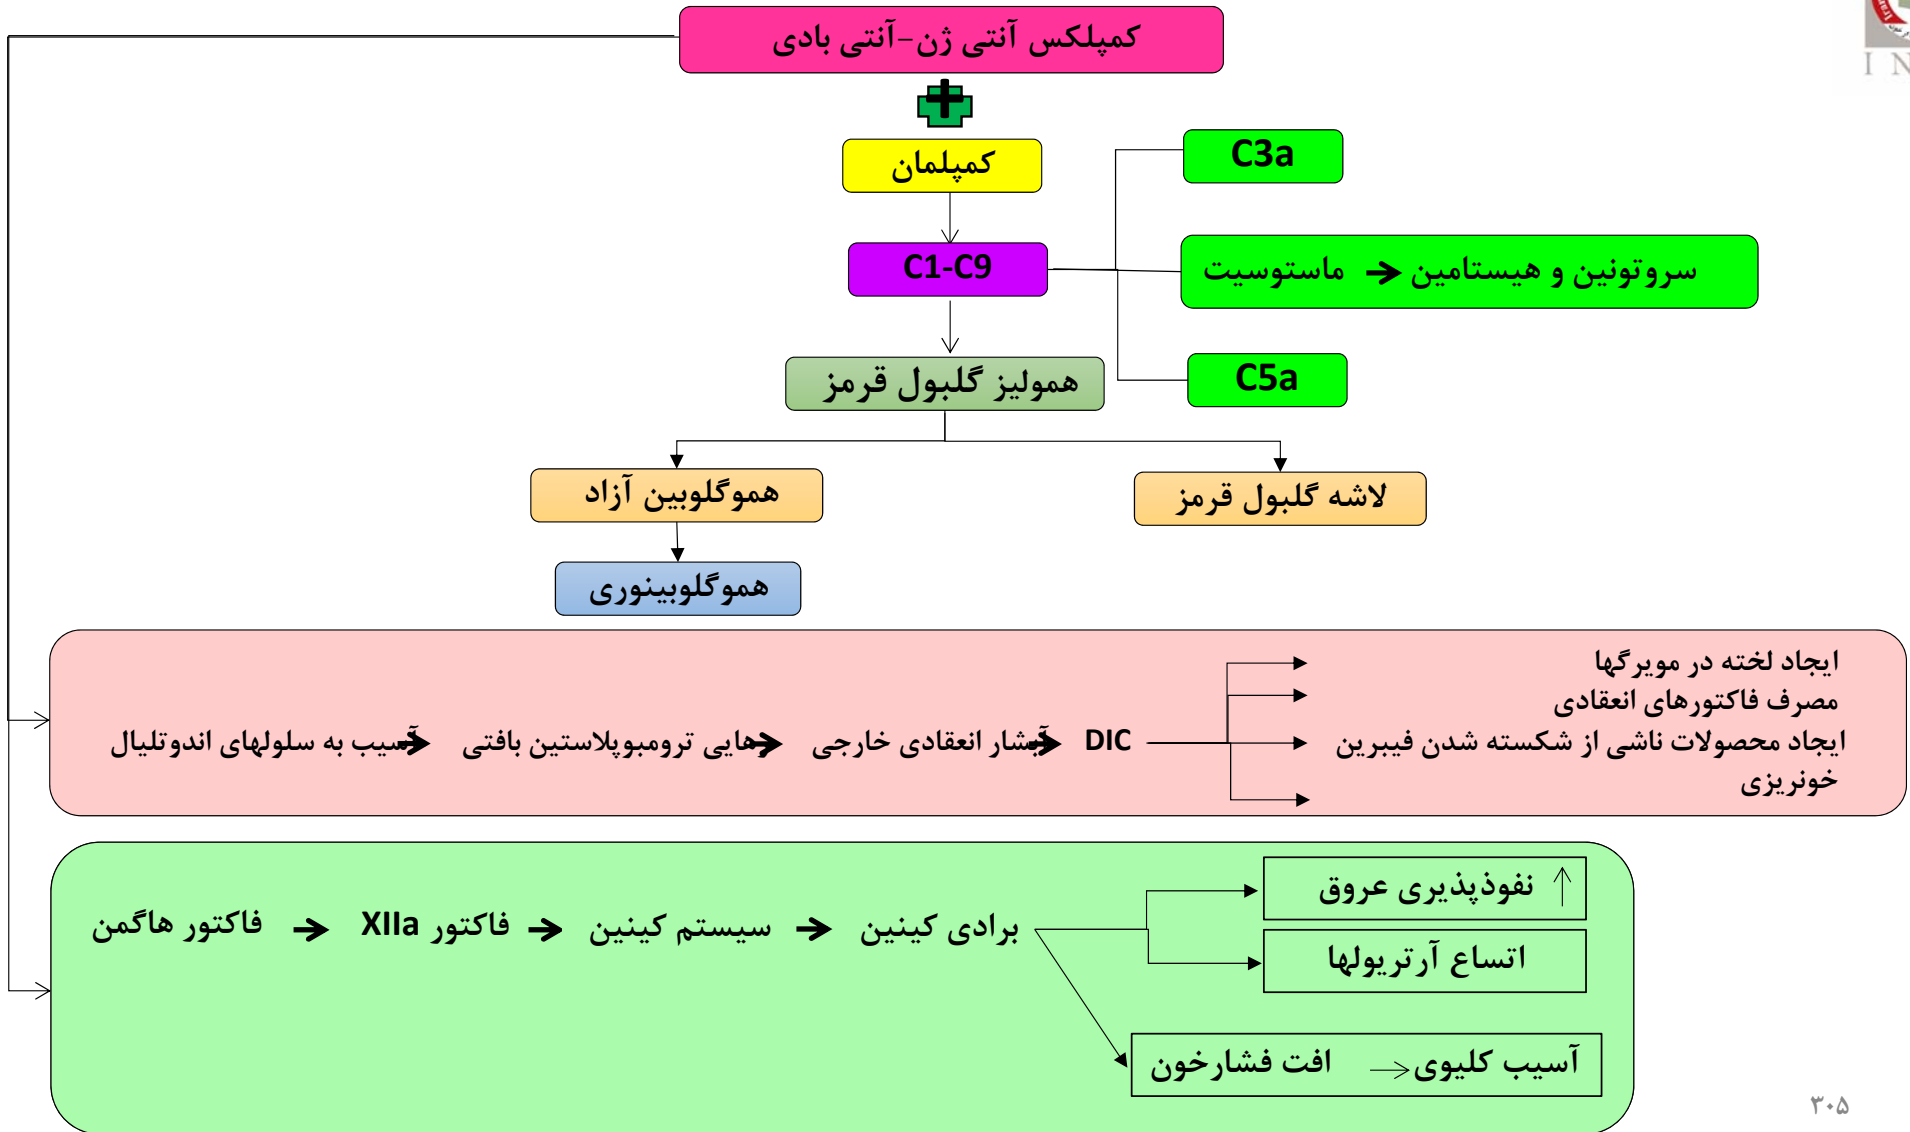 کمپلکس آنتی ژن-آنتی بادی
I N
کمپلمان
C3a
C1-C9
ماستوسیت → سروتونین و هیستامین
C5a
همولیز گلبول قرمز
هموگلوبین آزاد
لاشه گلبول قرمز
هموگلوبینوری
ایجاد لخته در مویرگها
مصرف فاکتورهای انعقادی
آسیب به سلولهای اندوتلیال → رهایی ترومبوپلاستین بافتی → آبشار انعقادی خارجی → DIC
ایجاد محصولات ناشی از شکسته شدن فیبرین
خونریزی
↑ نفوذپذیری عروق
فاکتور هاگمن → فاکتور XIIa → سیستم کینین → برادی کینین
اتساع آرتریولها
افت فشارخون → آسیب کلیوی
۳۰۵